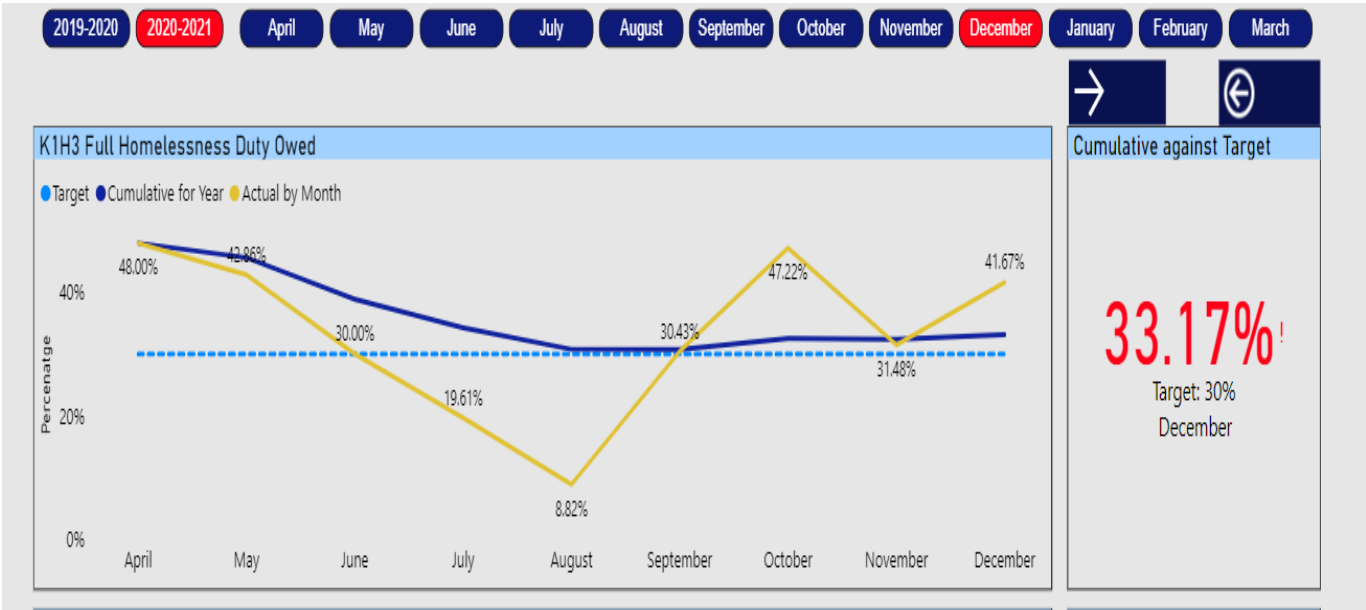 2019-2020 2020-2021 April May June July August September October November December January February March
K1H3 Full Homelessness Duty Owed
Target Cumulative for Year Actual by Month
48.00% 42.86% 30.00% 19.61% 8.82% 30.43% 47.22% 31.48% 41.67%
Percenatge
40%
20%
0%
April May June July August September October November December
Cumulative against Target
33.17%!
Target: 30%
December